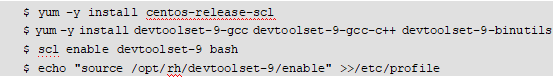 $ yum -y install centos-release-scl
$ yum -y install devtoolset-9-gcc devtoolset-9-gcc-c++ devtoolset-9-binutils
$ scl enable devtoolset-9 bash
$ echo "source /opt/rh/devtoolset-9/enable" >>/etc/profile